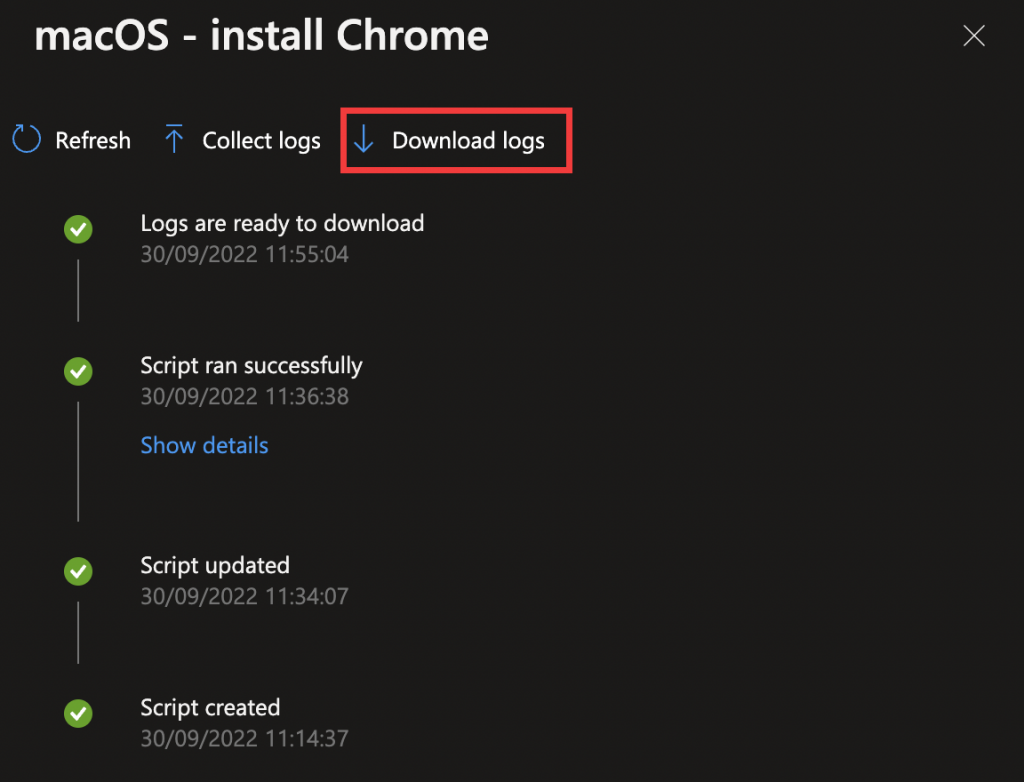 macOS - install Chrome
Refresh Collect logs Download logs
Logs are ready to download
30/09/2022 11:55:04
Script ran successfully
30/09/2022 11:36:38
Show details
Script updated
30/09/2022 11:34:07
Script created
30/09/2022 11:14:37